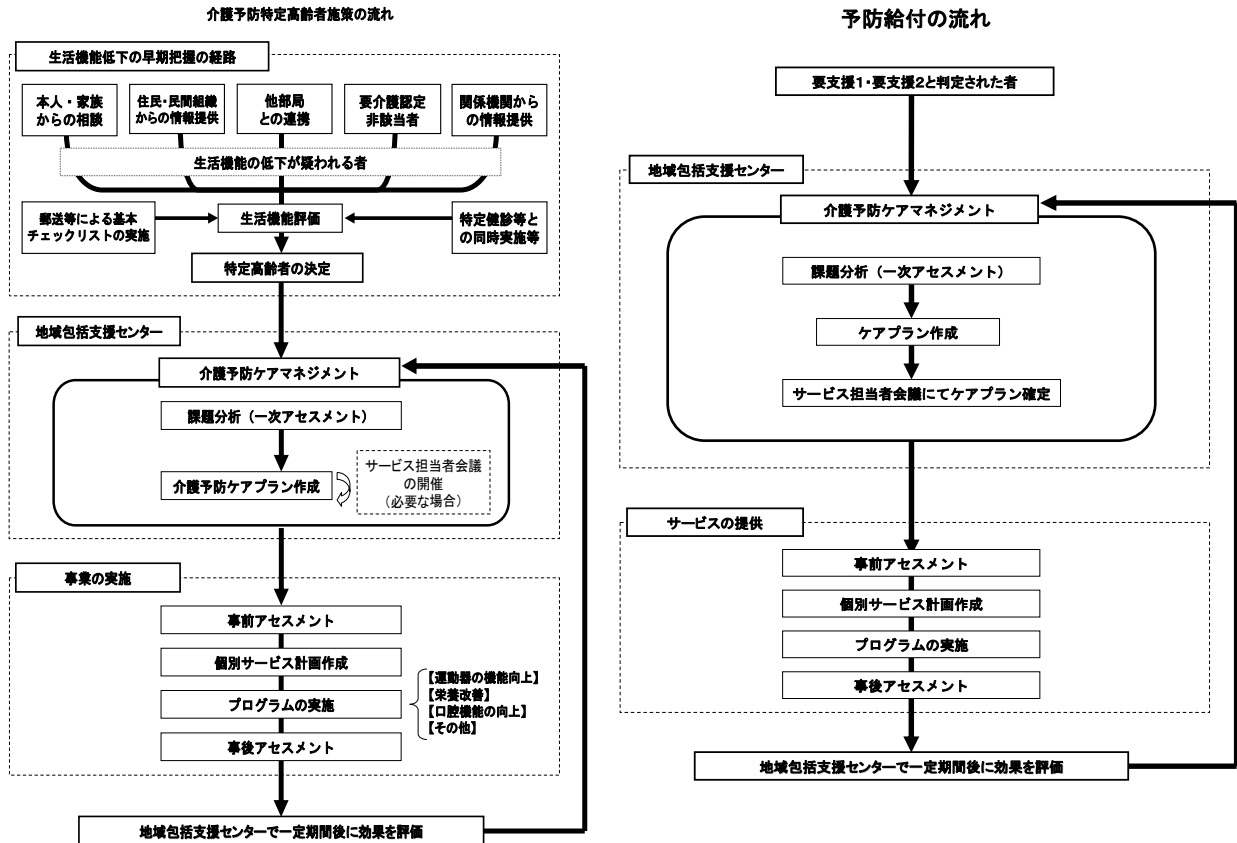 介護予防特定高齢者施策の流れ
生活機能低下の早期把握の経路
本人・家族
からの相談
住民・民間組織
からの情報提供
他部局
との連携
要介護認定
非該当者
関係機関から
の情報提供
生活機能の低下が疑われる者
郵送等による基本
チェックリストの実施
生活機能評価
特定健診等と
の同時実施等
特定高齢者の決定
地域包括支援センター
介護予防ケアマネジメント
課題分析（一次アセスメント）
介護予防ケアプラン作成
サービス担当者会議
の開催
（必要な場合）
事業の実施
事前アセスメント
個別サービス計画作成
プログラムの実施
【運動器の機能向上】
【栄養改善】
【口腔機能の向上】
【その他】
事後アセスメント
地域包括支援センターで一定期間後に効果を評価
予防給付の流れ
要支援１・要支援２と判定された者
地域包括支援センター
介護予防ケアマネジメント
課題分析（一次アセスメント）
ケアプラン作成
サービス担当者会議にてケアプラン確定
サービスの提供
事前アセスメント
個別サービス計画作成
プログラムの実施
事後アセスメント
地域包括支援センターで一定期間後に効果を評価